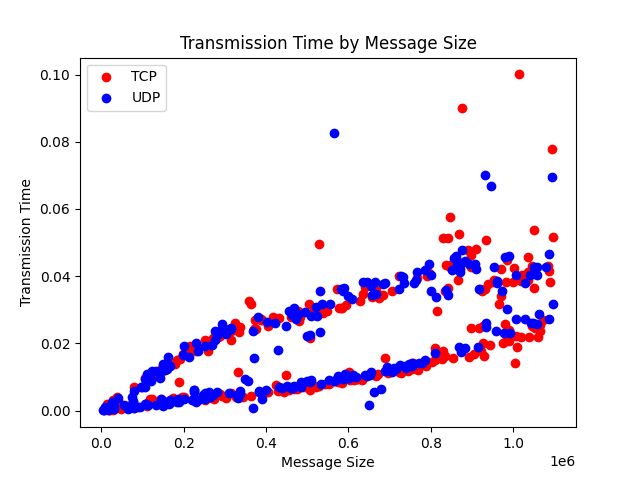 Transmission Time by Message Size
TCP
UDP
Transmission Time
0.10
0.08
0.06
0.04
0.02
0.00
0.0 0.2 0.4 0.6 0.8 1.0
1e6
Message Size